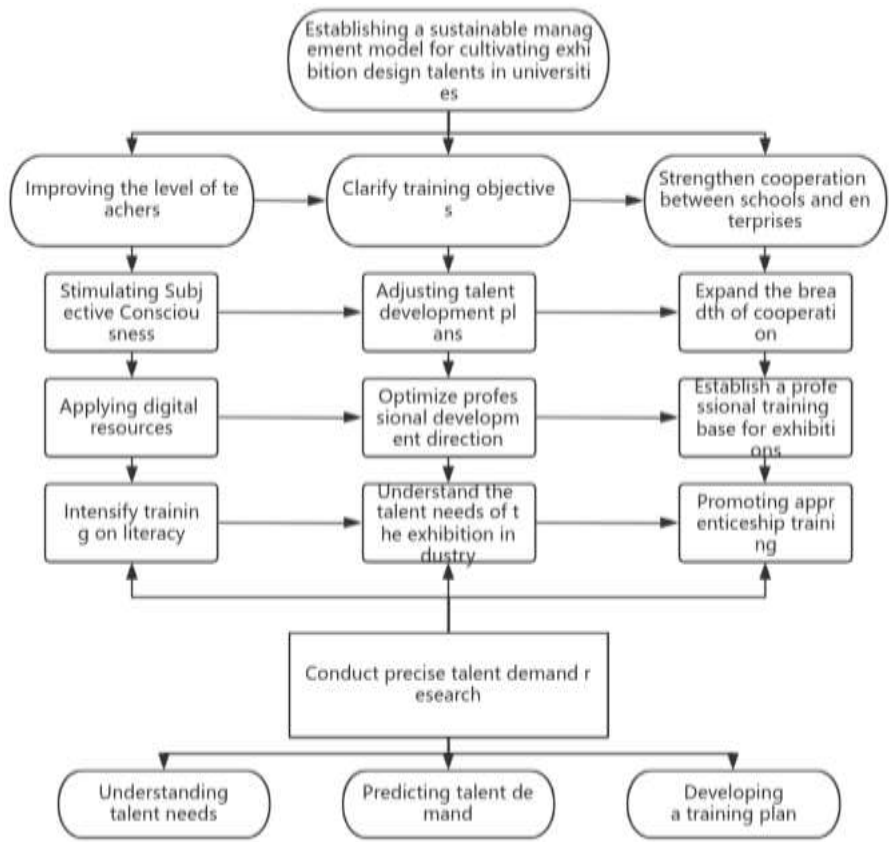 Establishing a sustainable manag
ement model for cultivating exhi
bition design talents in universiti
es
Improving the level of te
achers
Clarify training objective
s
Strengthen cooperation
between schools and en
terprises
Stimulating Subj
ective Consciou
sness
Adjusting talent
development pl
ans
Expand the brea
dth of cooperati
on
Applying digital
resources
Optimize profes
sional developm
ent direction
Establish a profe
ssional training
base for exhibiti
ons
Intensify trainin
g on literacy
Understand the
talent needs of t
he exhibition in
dustry
Promoting appr
enticeship traini
ng
Conduct precise talent demand r
esearch
Understanding
talent needs
Predicting talent de
mand
Developing
a training plan